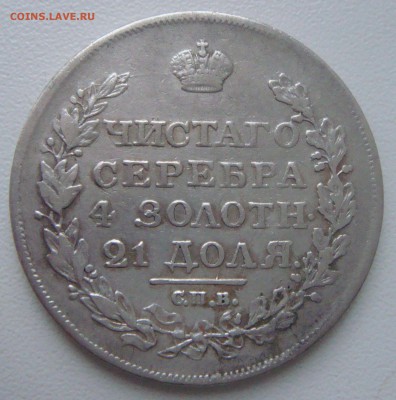 COINS.LAVE.RU
ЧИСТАГО
СЕРЕБРА
4 ЗОЛОТН.
21 ДОЛЯ.
С.П.Б.